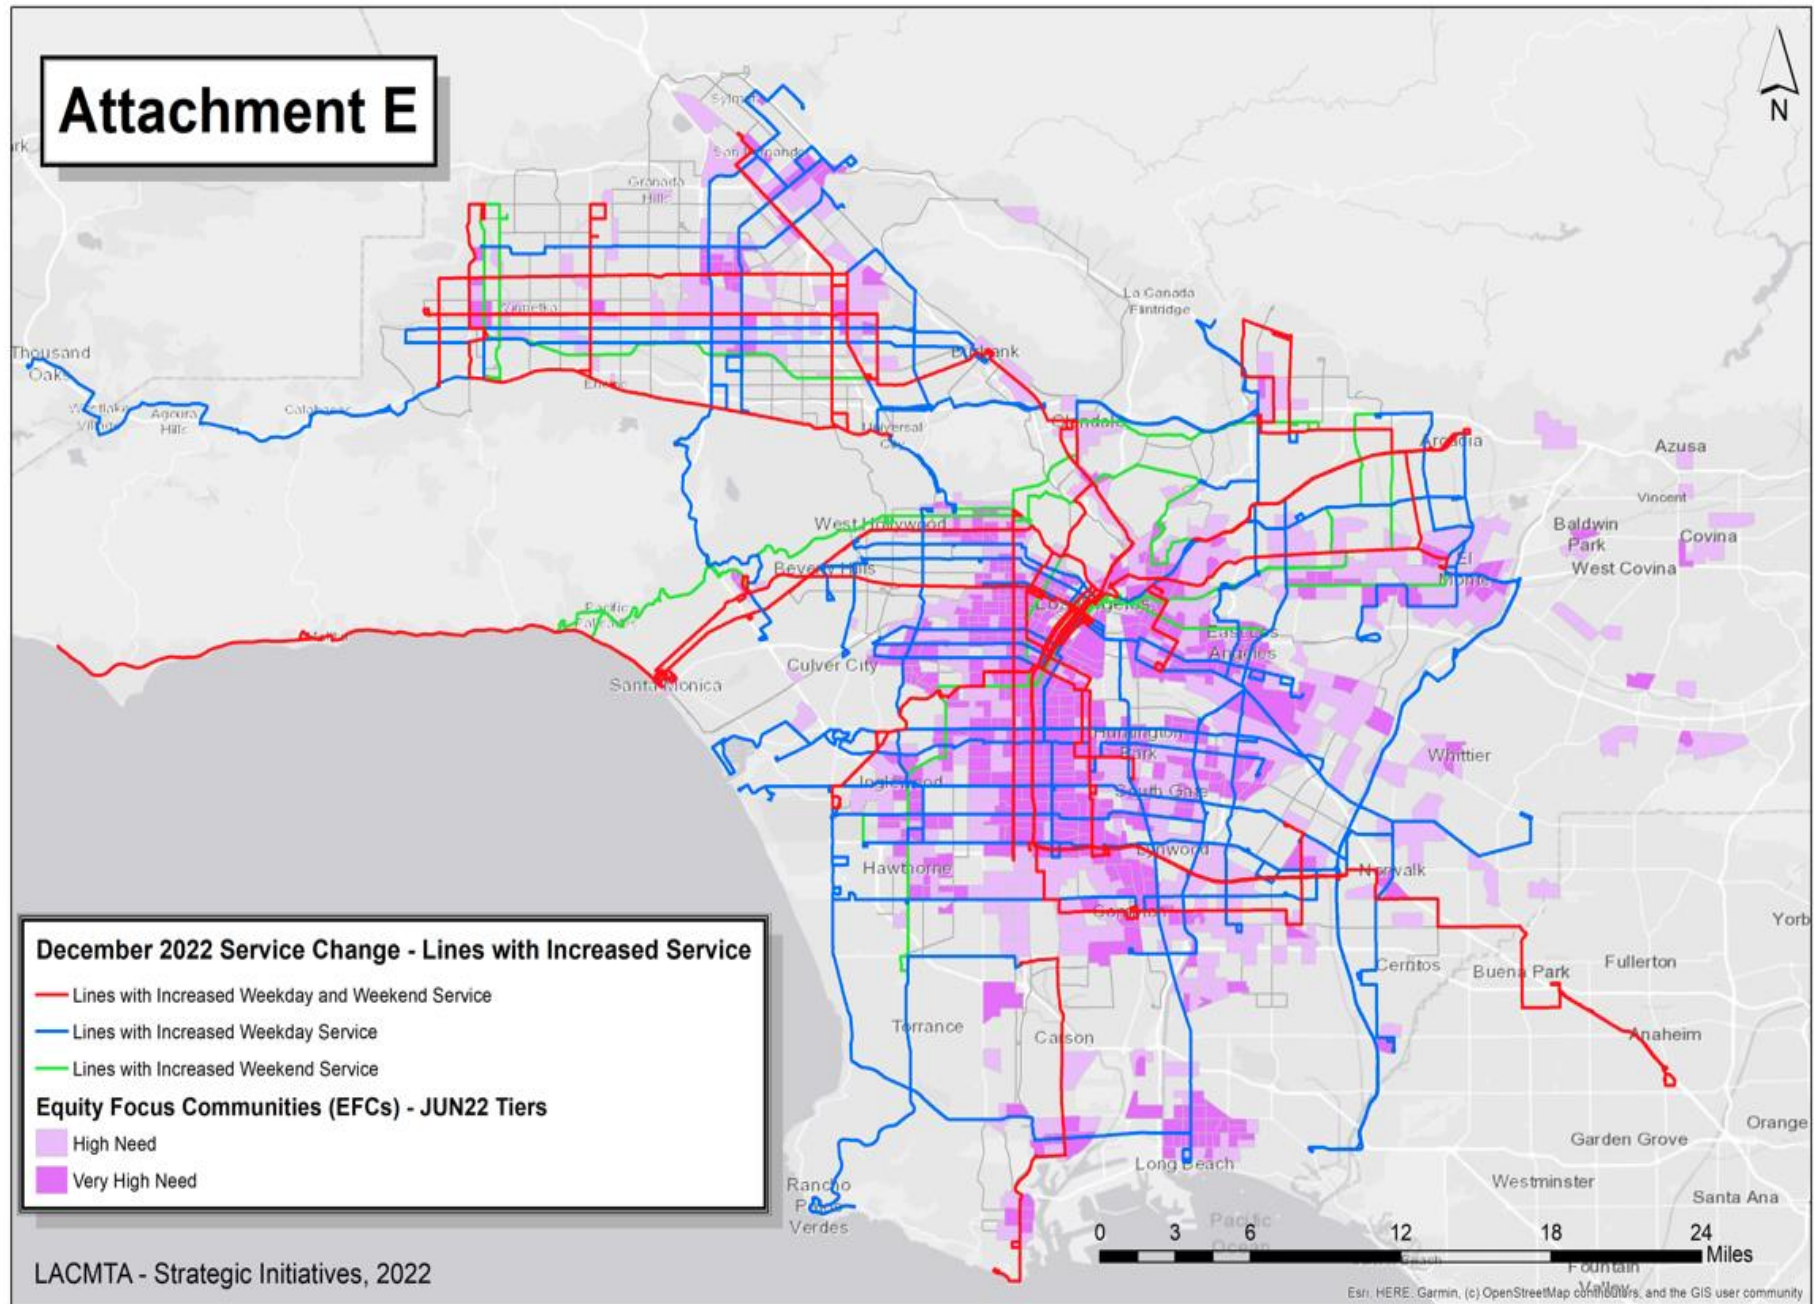 Attachment E
N
Sylmar
San Fernando
Granada
Hills
ark
Winnetka
La Canada
Flintridge
Thousand
Oaks
Burbank
Encino
Westlake
Village
Agoura
Hills
Calabasas
Universal
City
Glendale
Arcadia
Azusa
Vincent
West Hollywood
Baldwin
Park
Covina
West Covina
Beverly Hills
El
Monte
Los Angeles
Pacific
Palisades
Malibu
East Los
Angeles
Culver City
Santa Monica
Huntington
Park
Whittier
Inglewood
South Gate
Lynwood
Hawthorne
Norwalk
Compton
Yorb
Cerritos
Buena Park
Fullerton
Torrance
Carson
Anaheim
Orange
Garden Grove
Long Beach
Westminster
Rancho
Palos
Verdes
Santa Ana
Pacific
Ocean
Beach
Fountain
Valley
December 2022 Service Change - Lines with Increased Service
Lines with Increased Weekday and Weekend Service
Lines with Increased Weekday Service
Lines with Increased Weekend Service
Equity Focus Communities (EFCs) - JUN22 Tiers
High Need
Very High Need
0 3 6 12 18 24
Miles
LACMTA - Strategic Initiatives, 2022
Esri, HERE, Garmin, (c) OpenStreetMap contributors, and the GIS user community